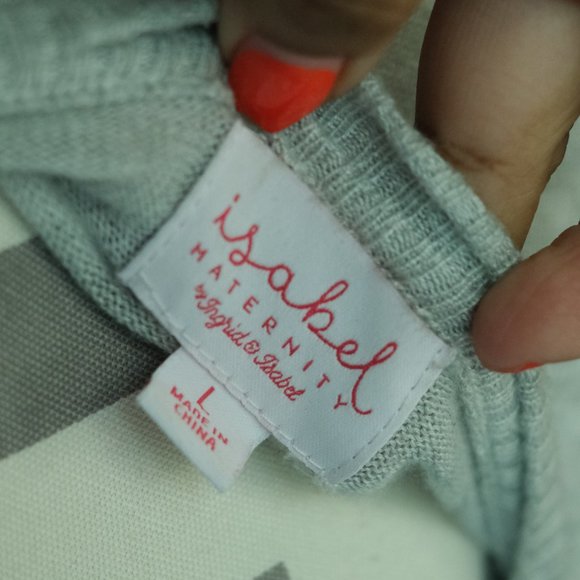 isabel
MATERNITY
by Ingrid & Isabel
L
MADE IN
CHINA